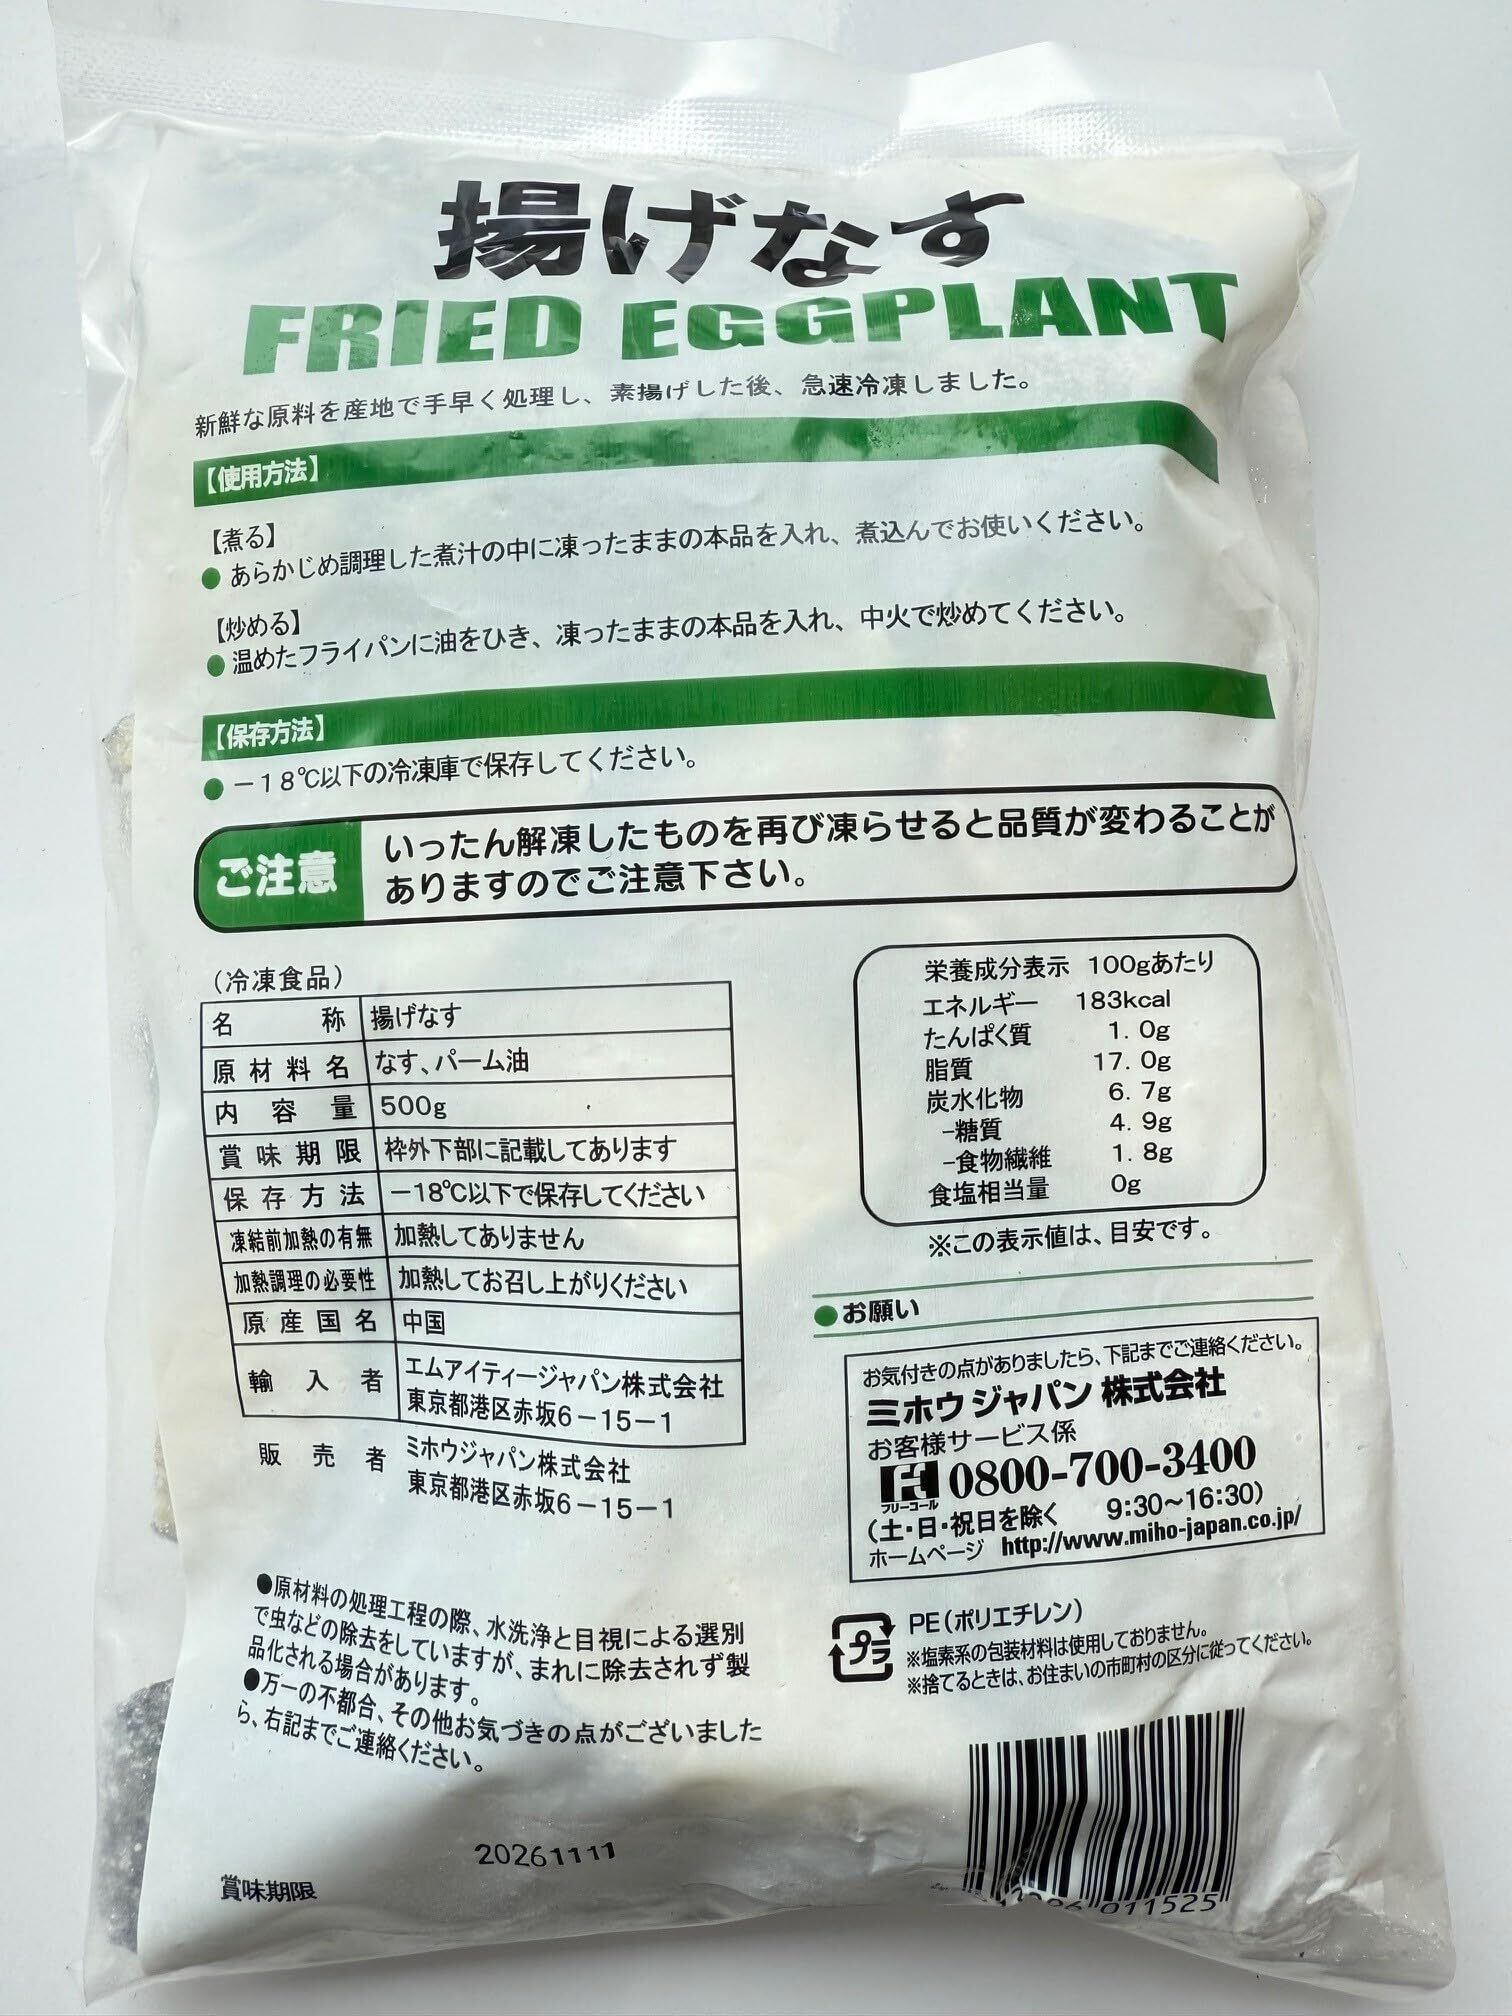 揚げなす
FRIED EGGPLANT
新鮮な原料を産地で手早く処理し、素揚げした後、急速冷凍しました。
【使用方法】
【煮る】
●あらかじめ調理した煮汁の中に凍ったままの本品を入れ、煮込んでお使いください。
【炒める】
●温めたフライパンに油をひき、凍ったままの本品を入れ、中火で炒めてください。
【保存方法】
●－18℃以下の冷凍庫で保存してください。
ご注意
いったん解凍したものを再び凍らせると品質が変わることが
ありますのでご注意下さい。
（冷凍食品）
名称 揚げなす
原材料名 なす、パーム油
内容量 500g
賞味期限 枠外下部に記載してあります
保存方法 －18℃以下で保存してください
凍結前加熱の有無 加熱してありません
加熱調理の必要性 加熱してお召し上がりください
原産国名 中国
輸入者 エムアイティージャパン株式会社
東京都港区赤坂6－15－1
販売者 ミホウジャパン株式会社
東京都港区赤坂6－15－1
栄養成分表示 100gあたり
エネルギー 183kcal
たんぱく質 1.0g
脂質 17.0g
炭水化物 6.7g
-糖質 4.9g
-食物繊維 1.8g
食塩相当量 0g
※この表示値は、目安です。
●お願い
お気付きの点がありましたら、下記までご連絡ください。
ミホウジャパン株式会社
お客様サービス係
フリーコール 0800-700-3400
（土・日・祝日を除く 9:30～16:30）
ホームページ http://www.miho-japan.co.jp/
●原材料の処理工程の際、水洗浄と目視による選別
で虫などの除去をしていますが、まれに除去されず製
品化される場合があります。
●万一の不都合、その他お気づきの点がございました
ら、右記までご連絡ください。
プラ
PE（ポリエチレン）
※塩素系の包装材料は使用しておりません。
※捨てるときは、お住まいの市町村の区分に従ってください。
20261111
賞味期限
011525